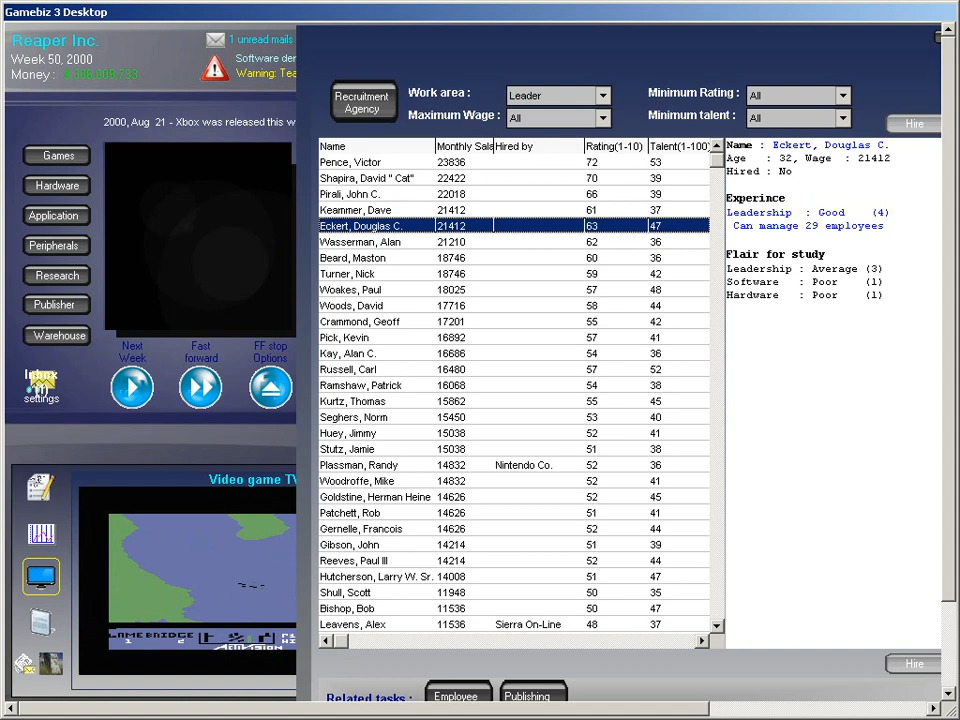 Gamebiz 3 Desktop
Reaper Inc.
Week 50, 2000
Money :
1 unread mails
Software der
Warning: Tea
2000, Aug 21 - Xbox was released this w
Games
Hardware
Application
Peripherals
Research
Publisher
Warehouse
Next Week
Fast forward
FF stop Options
Inbox
settings
Video game TV
Recruitment Agency
Work area : Leader
Maximum Wage : All
Minimum Rating : All
Minimum talent : All
Hire
Name Monthly Sala Hired by Rating(1-10) Talent(1-100)
Pence, Victor 23836 72 53
Shapira, David " Cat" 22422 70 39
Pirali, John C. 22018 66 39
Keammer, Dave 21412 61 37
Eckert, Douglas C. 21412 63 47
Wasserman, Alan 21210 62 36
Beard, Maston 18746 60 36
Turner, Nick 18746 59 42
Woakes, Paul 18025 57 48
Woods, David 17716 58 44
Crammond, Geoff 17201 55 42
Pick, Kevin 16892 57 41
Kay, Alan C. 16686 54 36
Russell, Carl 16480 57 52
Ramshaw, Patrick 16068 54 38
Kurtz, Thomas 15862 55 45
Seghers, Norm 15450 53 40
Huey, Jimmy 15038 52 41
Stutz, Jamie 15038 51 38
Plassman, Randy 14832 Nintendo Co. 52 36
Woodroffe, Mike 14832 52 41
Goldstine, Herman Heine 14626 52 45
Patchett, Rob 14626 51 41
Gernelle, Francois 14626 52 44
Gibson, John 14214 51 39
Reeves, Paul II 14214 52 44
Hutcherson, Larry W. Sr. 14008 51 47
Shull, Scott 11948 50 35
Bishop, Bob 11536 50 47
Leavens, Alex 11536 Sierra On-Line 48 37
Name : Eckert, Douglas C.
Age : 32, Wage : 21412
Hired : No
Experince
Leadership : Good (4)
Can manage 29 employees
Flair for study
Leadership : Average (3)
Software : Poor (1)
Hardware : Poor (1)
Hire
Related tasks :
Employee
Publishing